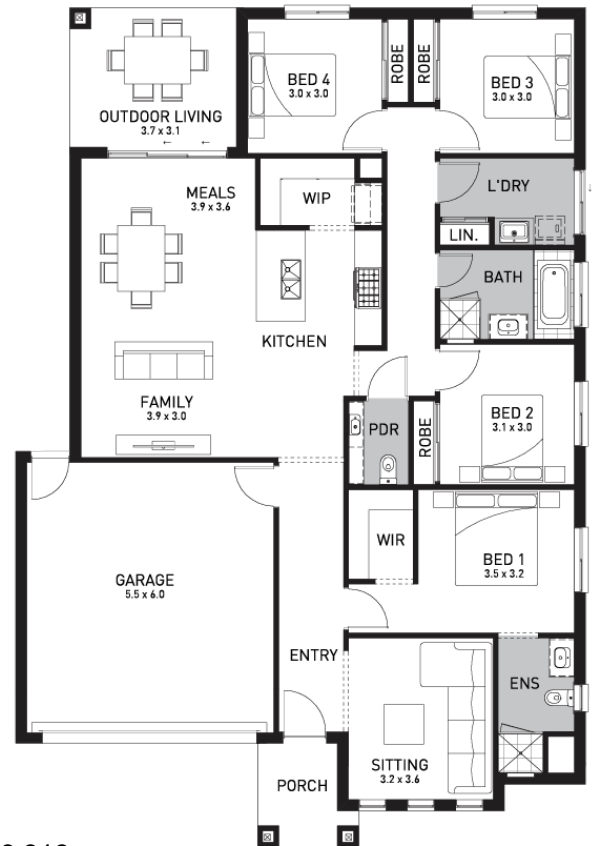 BED 4
3.0 x 3.0
ROBE
ROBE
BED 3
3.0 x 3.0
OUTDOOR LIVING
3.7 x 3.1
MEALS
3.9 x 3.6
WIP
L'DRY
LIN.
BATH
KITCHEN
FAMILY
3.9 x 3.0
PDR
ROBE
BED 2
3.1 x 3.0
WIR
BED 1
3.5 x 3.2
GARAGE
5.5 x 6.0
ENTRY
ENS
SITTING
3.2 x 3.6
PORCH